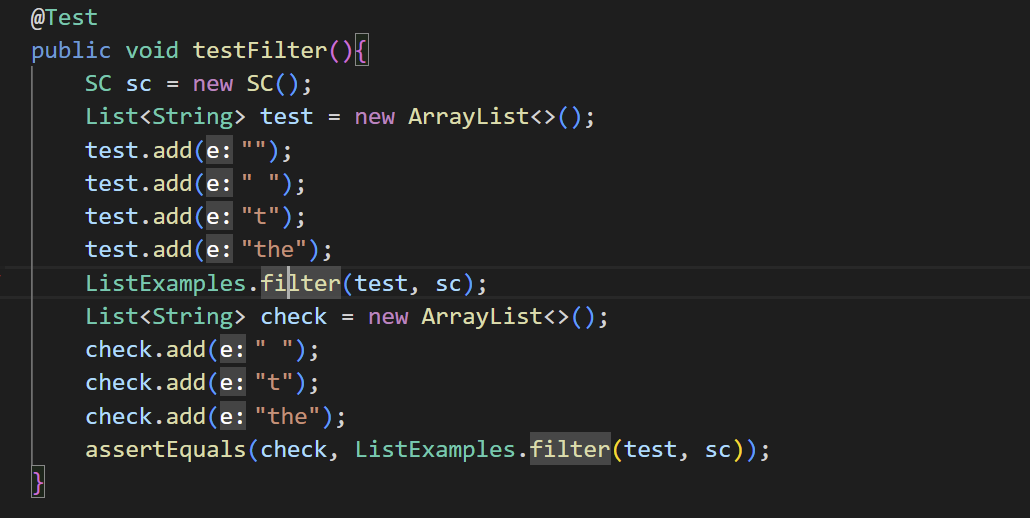 @Test
public void testFilter(){
    SC sc = new SC();
    List<String> test = new ArrayList<>();
    test.add(e: "");
    test.add(e: " ");
    test.add(e: "t");
    test.add(e: "the");
    ListExamples.filter(test, sc);
    List<String> check = new ArrayList<>();
    check.add(e: " ");
    check.add(e: "t");
    check.add(e: "the");
    assertEquals(check, ListExamples.filter(test, sc));
}